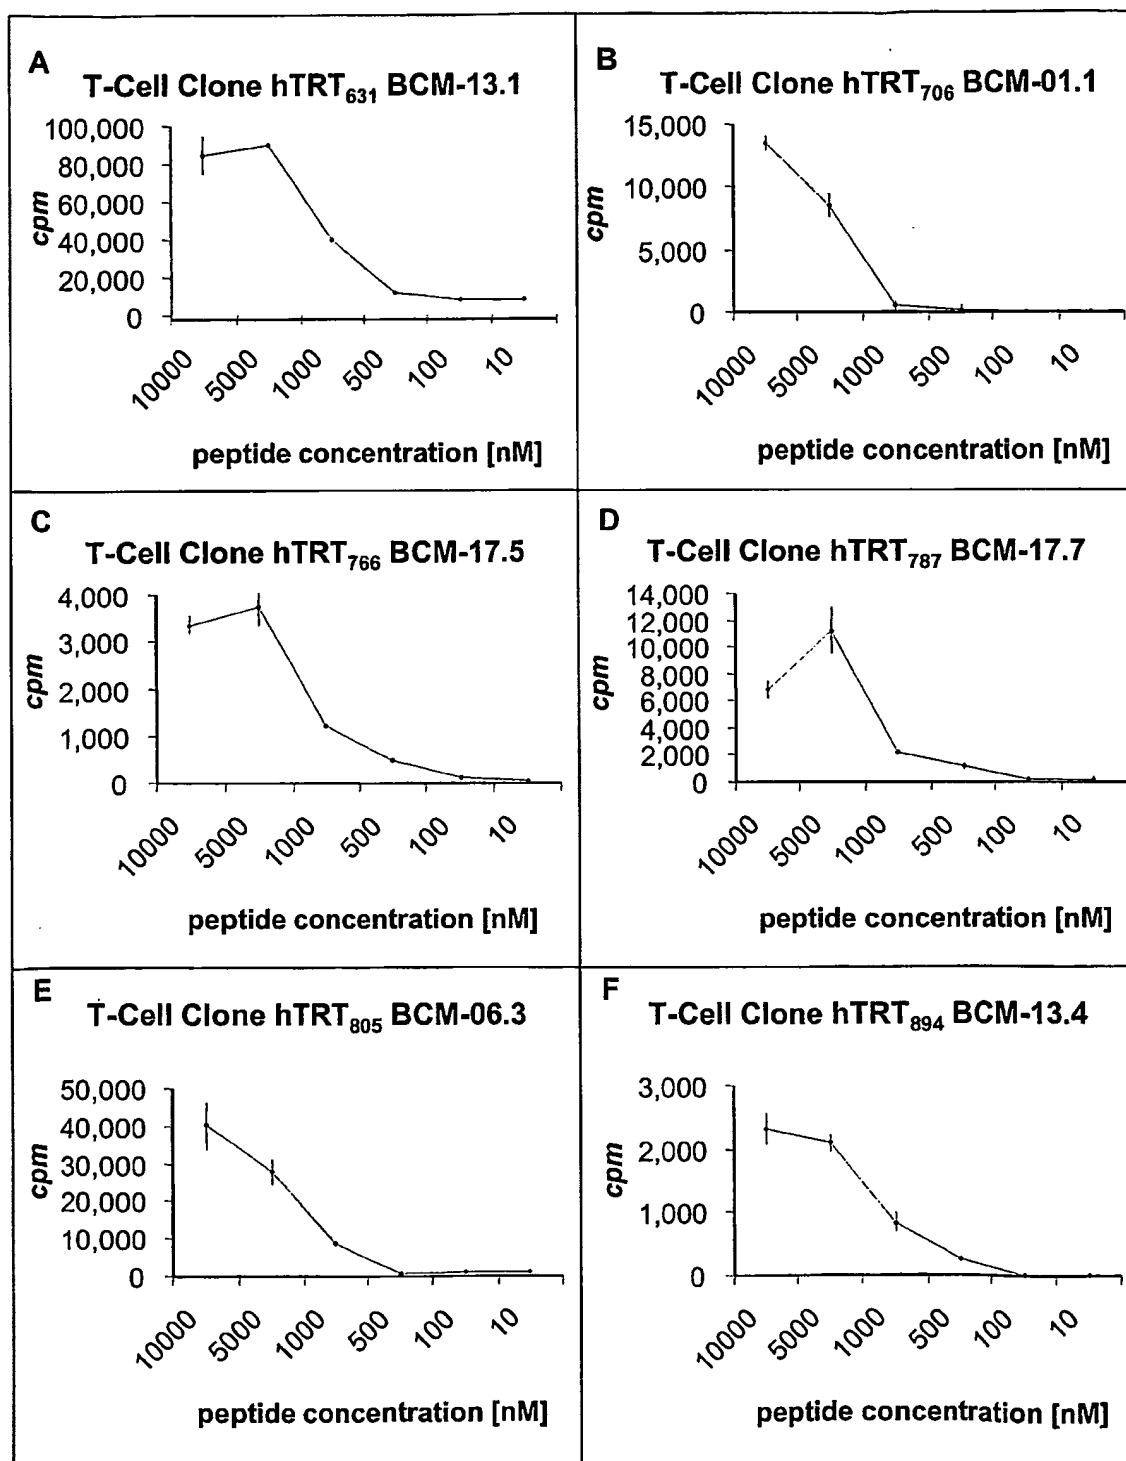 A
T-Cell Clone hTRT631 BCM-13.1
100,000
80,000
60,000
40,000
20,000
0
cpm
10000
5000
1000
500
100
10
peptide concentration [nM]
B
T-Cell Clone hTRT706 BCM-01.1
15,000
10,000
5,000
0
cpm
10000
5000
1000
500
100
10
peptide concentration [nM]
C
T-Cell Clone hTRT766 BCM-17.5
4,000
3,000
2,000
1,000
0
cpm
10000
5000
1000
500
100
10
peptide concentration [nM]
D
T-Cell Clone hTRT787 BCM-17.7
14,000
12,000
10,000
8,000
6,000
4,000
2,000
0
cpm
10000
5000
1000
500
100
10
peptide concentration [nM]
E
T-Cell Clone hTRT805 BCM-06.3
50,000
40,000
30,000
20,000
10,000
0
cpm
10000
5000
1000
500
100
10
peptide concentration [nM]
F
T-Cell Clone hTRT894 BCM-13.4
3,000
2,000
1,000
0
cpm
10000
5000
1000
500
100
10
peptide concentration [nM]